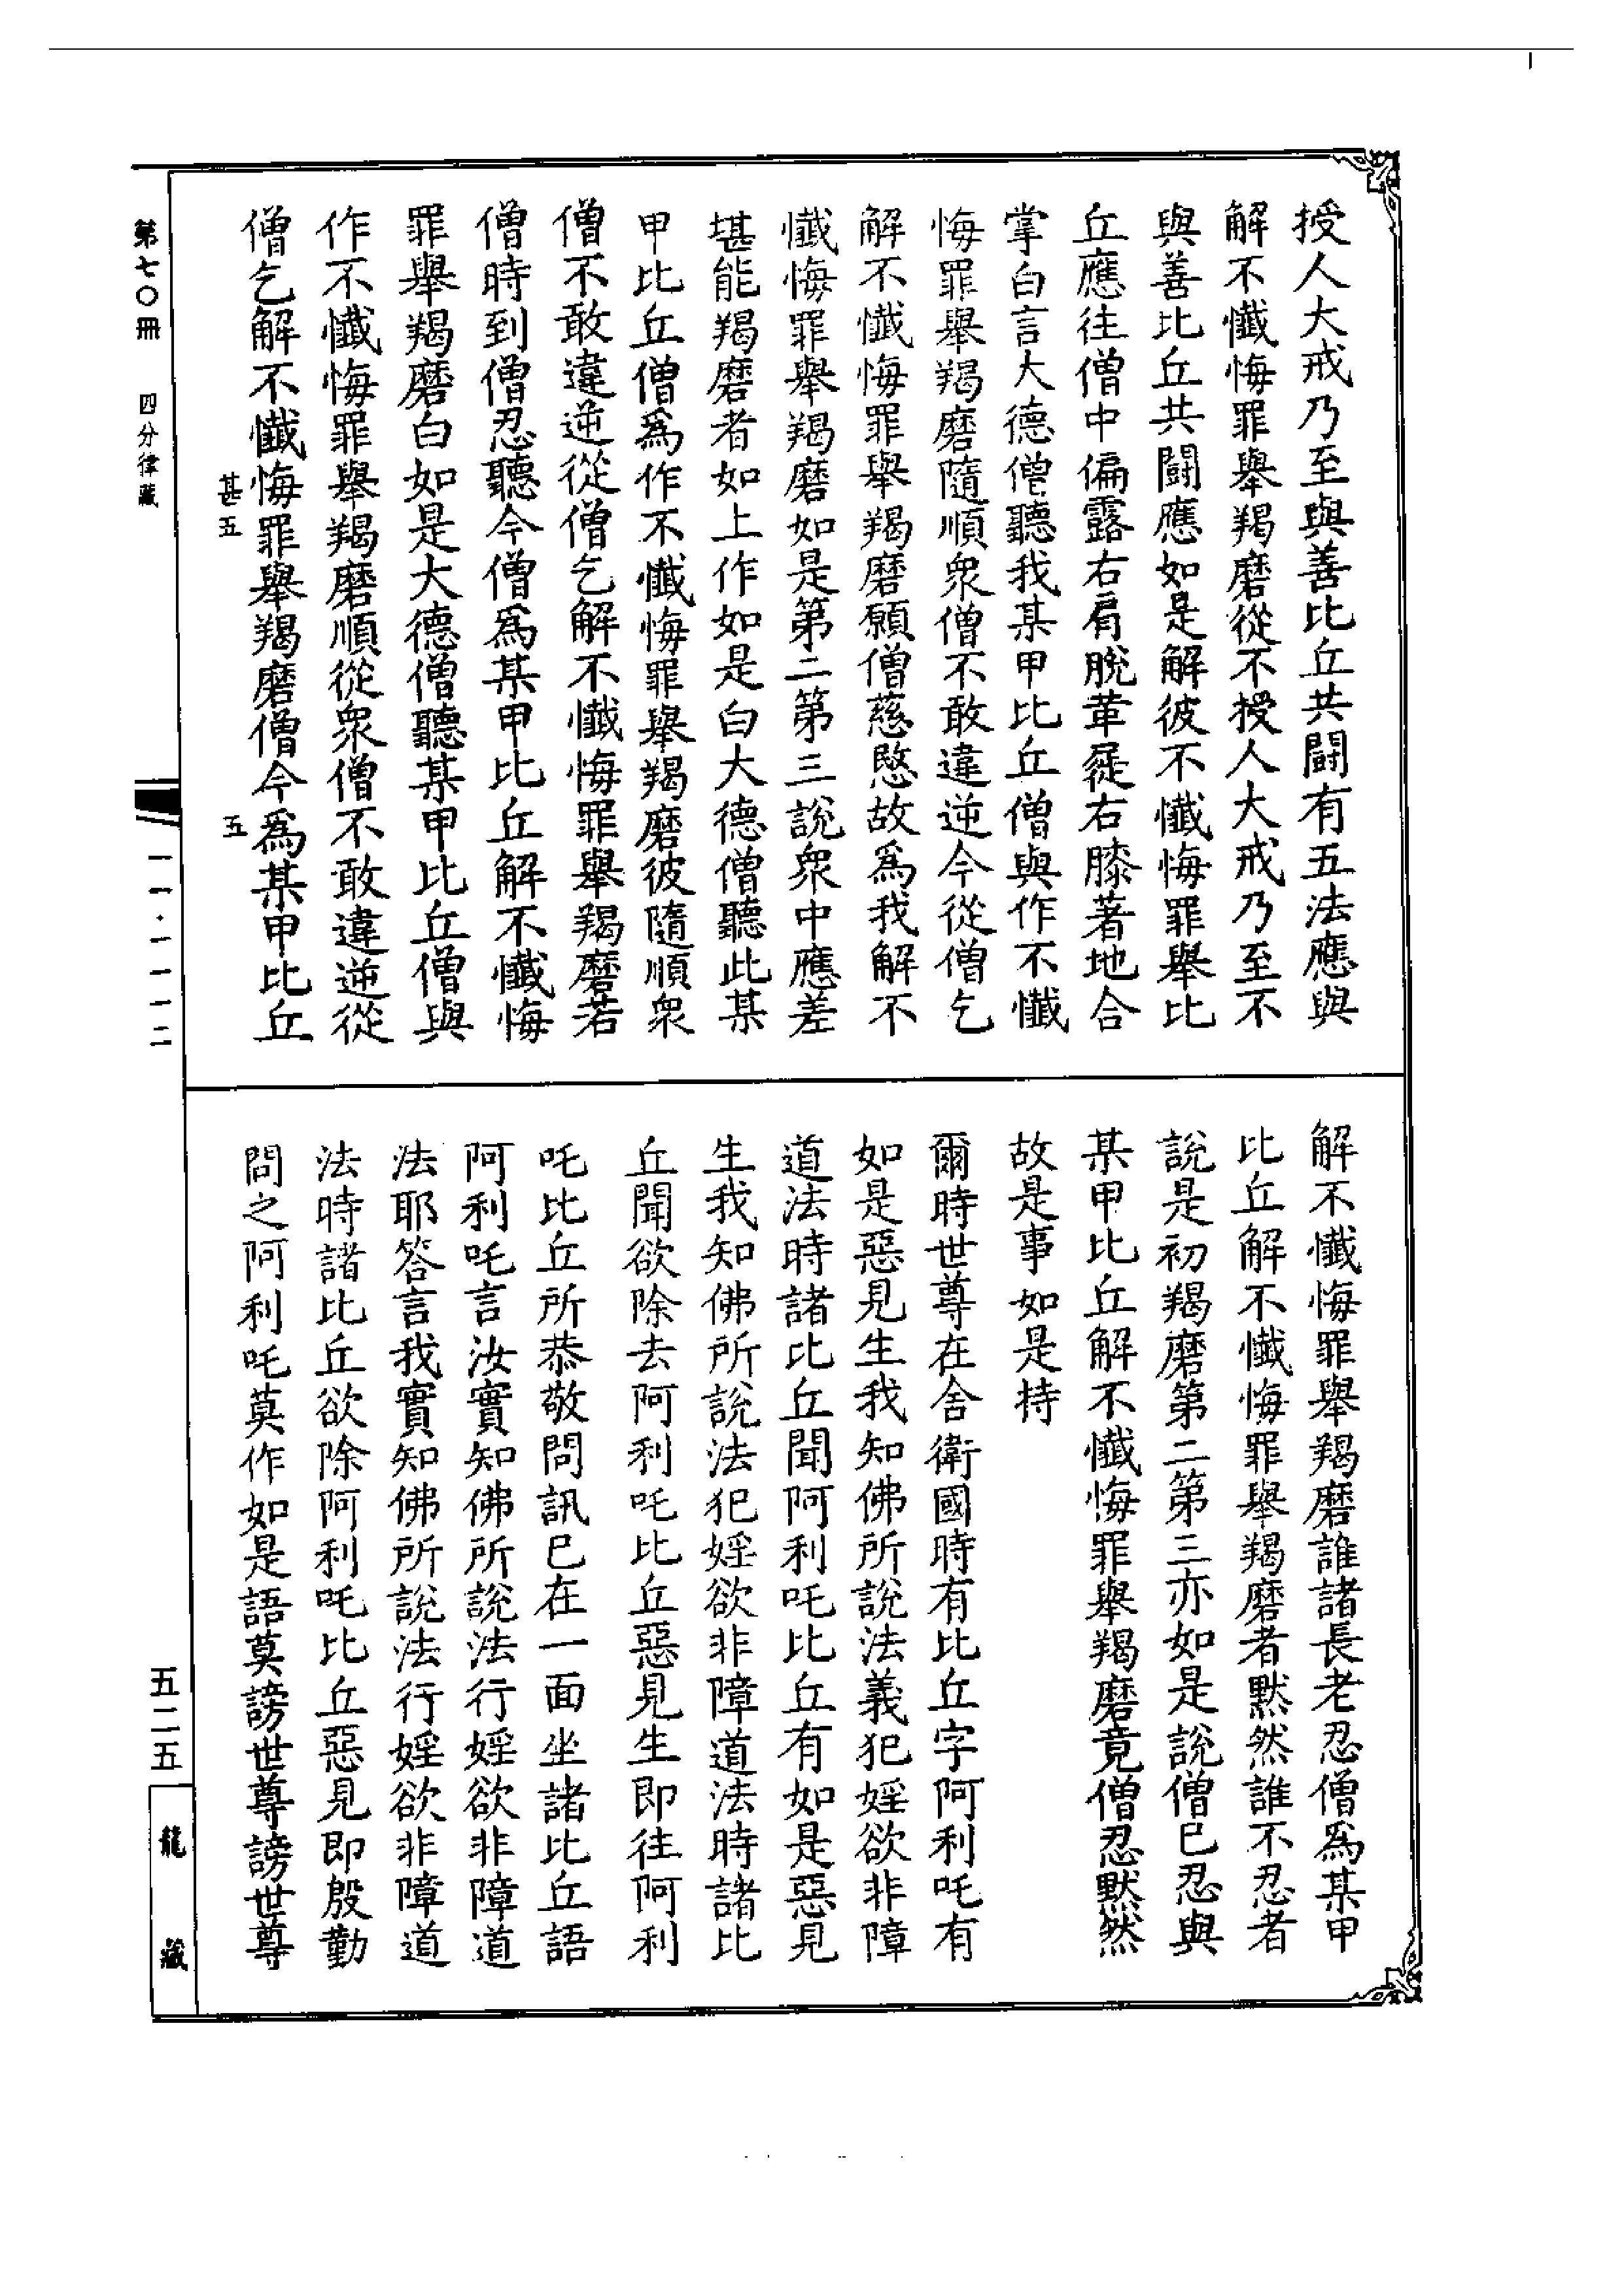 授人大戒乃至與善比丘共鬪有五法應與
解不懺悔罪舉羯磨從不授人大戒乃至不
與善比丘共鬪應如是解彼不懺悔罪舉比
丘應往僧中偏露右肩脫革屣右膝著地合
掌白言大德僧聽我某甲比丘僧與作不懺
悔罪舉羯磨隨順眾僧不敢違逆今從僧乞
解不懺悔罪舉羯磨願僧慈愍故爲我解不
懺悔罪舉羯磨如是第二第三說眾中應差
堪能羯磨者如上作如是白大德僧聽此某
甲比丘僧爲作不懺悔罪舉羯磨彼隨順眾
僧不敢違逆從僧乞解不懺悔罪舉羯磨若
僧時到僧忍聽今僧爲某甲比丘解不懺悔
罪舉羯磨白如是大德僧聽某甲比丘僧與
作不懺悔罪舉羯磨順從眾僧不敢違逆從
僧乞解不懺悔罪舉羯磨僧今爲某甲比丘
甚五
五
解不懺悔罪舉羯磨誰諸長老忍僧爲某甲
比丘解不懺悔罪舉羯磨者默然誰不忍者
說是初羯磨第二第三亦如是說僧已忍與
某甲比丘解不懺悔罪舉羯磨竟僧忍默然
故是事如是持
爾時世尊在舍衛國時有比丘字阿利吒有
如是惡見生我知佛所說法義犯婬欲非障
道法時諸比丘聞阿利吒比丘有如是惡見
生我知佛所說法犯婬欲非障道法時諸比
丘聞欲除去阿利吒比丘惡見生即往阿利
吒比丘所恭敬問訊已在一面坐諸比丘語
阿利吒言汝實知佛所說法行婬欲非障道
法耶答言我實知佛所說法行婬欲非障道
法時諸比丘欲除阿利吒比丘惡見即殷勤
問之阿利吒莫作如是語莫謗世尊謗世尊
第七〇冊 四分律藏
一一·一一一二
五二五
龍藏